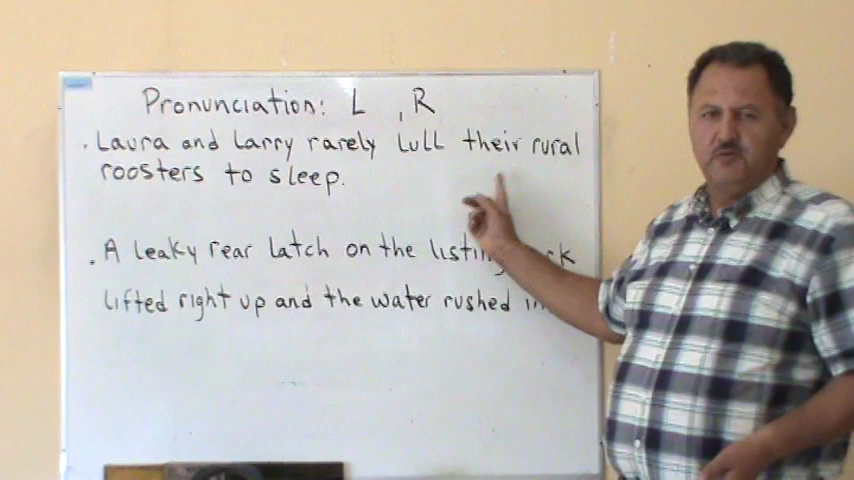 Pronunciation: L , R
. Laura and Larry rarely lull their rural
roosters to sleep.
. A leaky rear latch on the
lifted right up and the water rushed